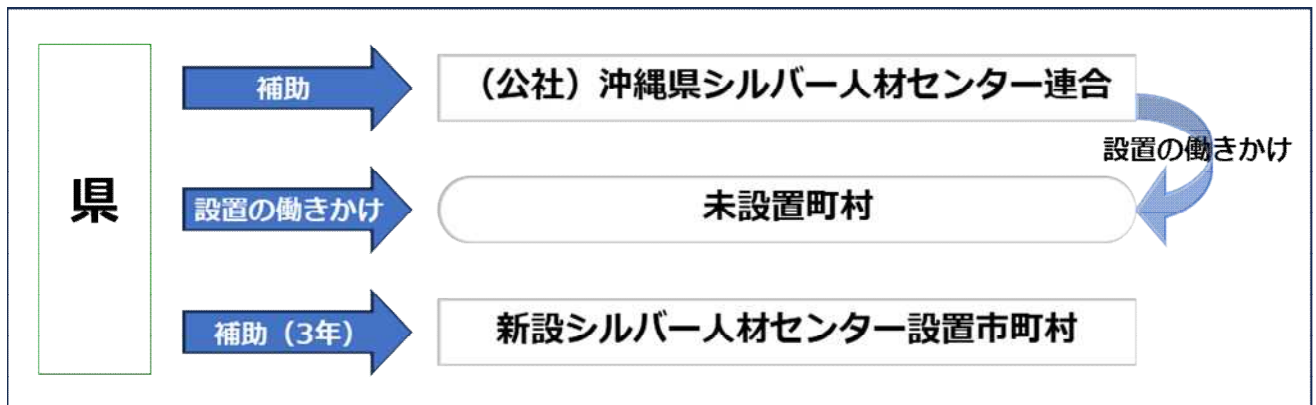 県
補助
(公社)沖縄県シルバー人材センター連合
設置の働きかけ
設置の働きかけ
未設置町村
補助(3年)
新設シルバー人材センター設置市町村